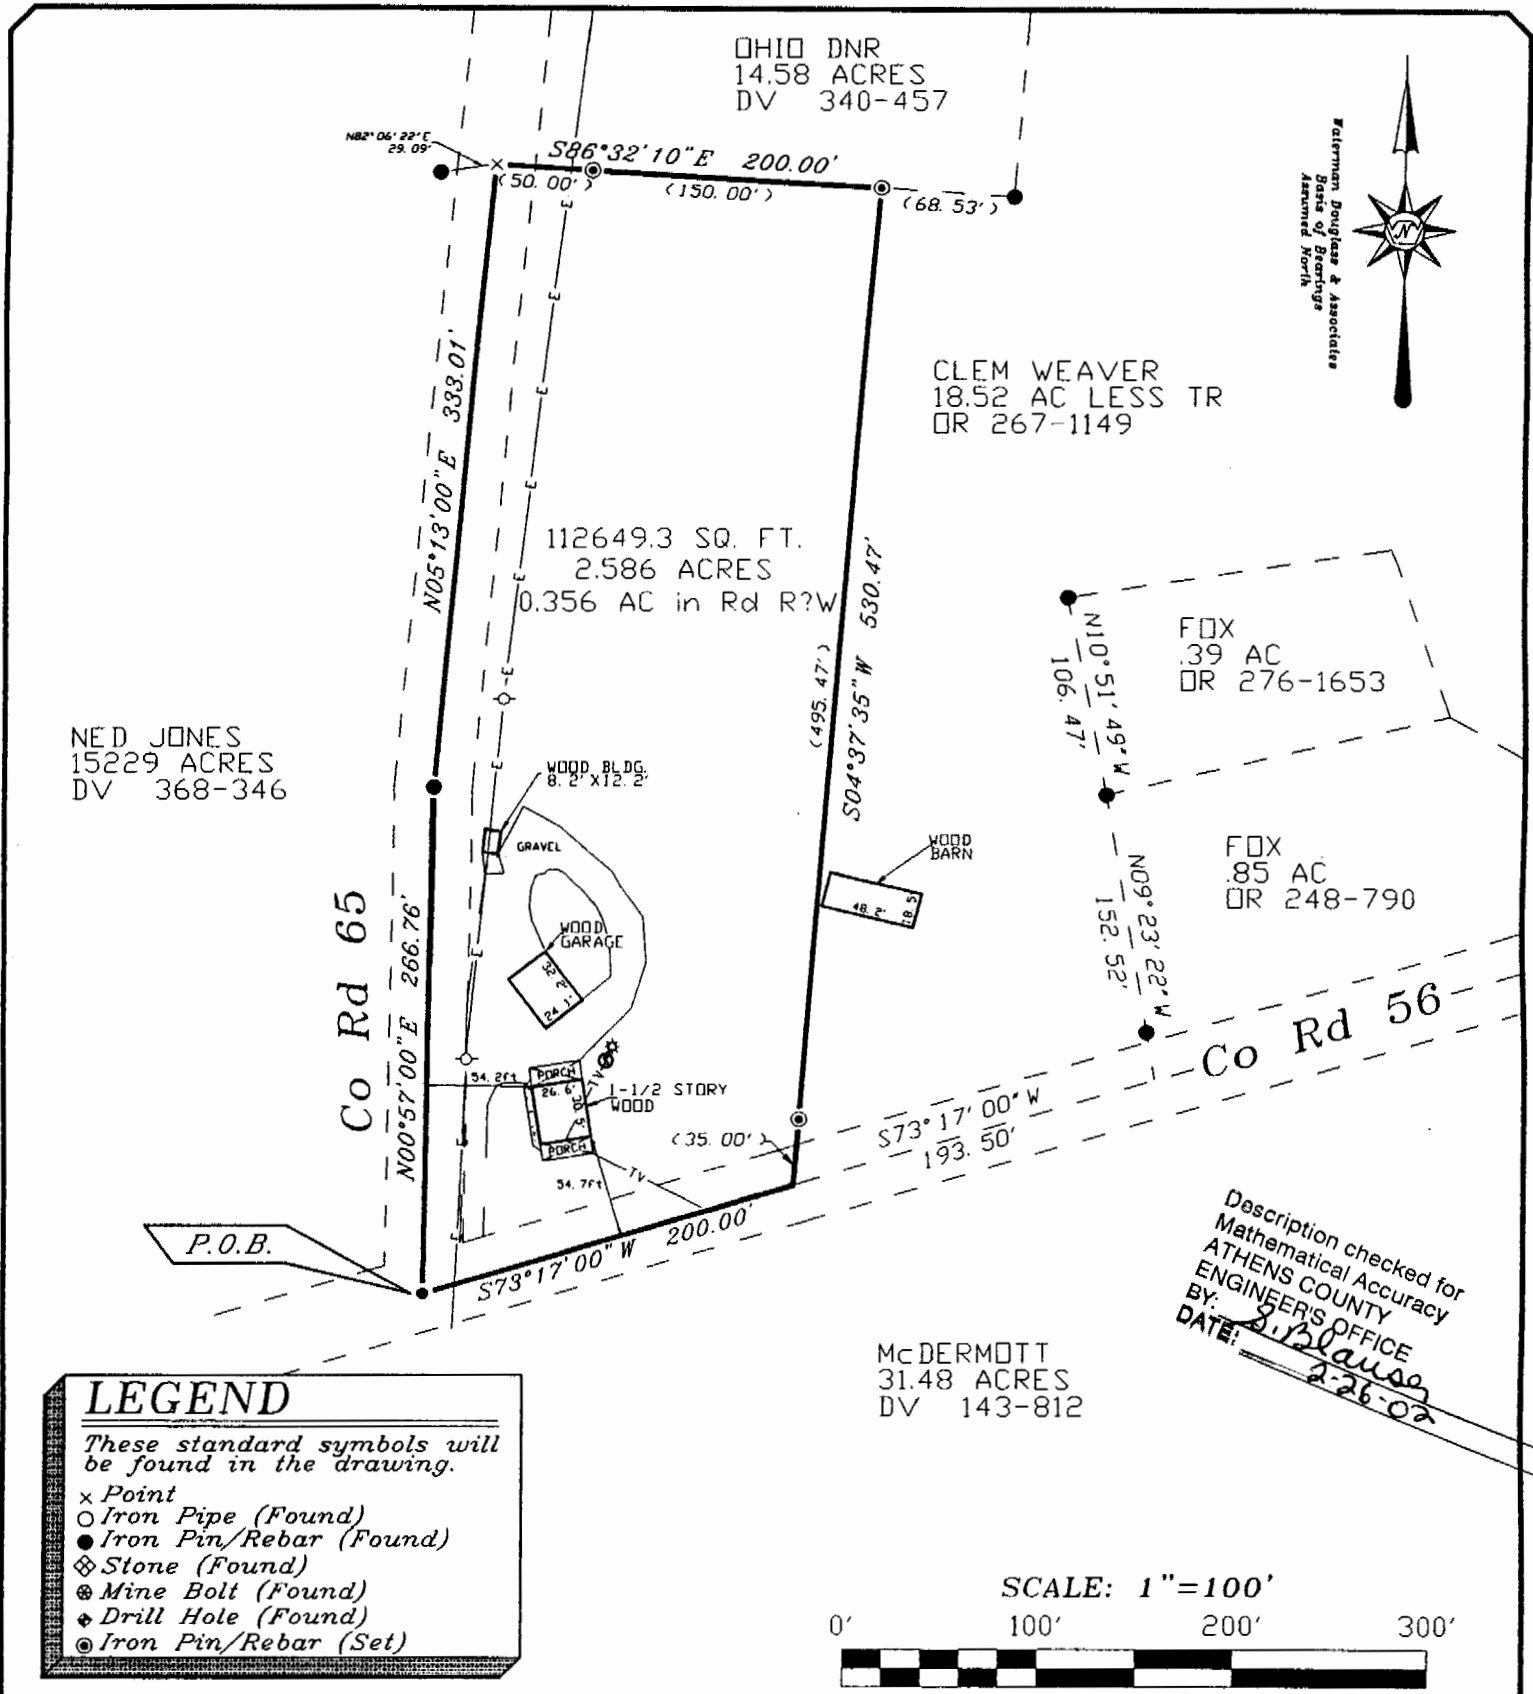 OHIO DNR
14.58 ACRES
DV 340-457
N82°06'22"E
29.09'
S86°32'10"E 200.00'
(50.00')
(150.00')
(68.53')
Waterman Douglass & Associates
Basis of Bearings
Assumed North
N
N05°13'00"E 333.01'
CLEM WEAVER
18.52 AC LESS TR
OR 267-1149
112649.3 SQ. FT.
2.586 ACRES
0.356 AC in Rd R?W
(495.47')
S04°37'35"W 530.47'
N10°51'49"W
106.47'
FOX
.39 AC
OR 276-1653
NED JONES
15229 ACRES
DV 368-346
WOOD BLDG.
8.2'X12.2'
GRAVEL
WOOD
BARN
48.2'
18.5'
FOX
.85 AC
OR 248-790
N09°23'22"W
152.52'
WOOD
GARAGE
32.2'
24.1'
Co Rd 65
N00°57'00"E 266.76'
Co Rd 56
54.2ft
PORCH
26.6'
30.5'
1-1/2 STORY
WOOD
PORCH
TV
TV
54.7ft
(35.00')
S73°17'00"W
193.50'
S73°17'00"W 200.00'
P.O.B.
E
E
E
E
E
E
E
E
E
E
Description checked for
Mathematical Accuracy
ATHENS COUNTY
ENGINEER'S OFFICE
BY: S. Blauser
DATE: 2-26-02
McDERMOTT
31.48 ACRES
DV 143-812
LEGEND
These standard symbols will
be found in the drawing.
Point
Iron Pipe (Found)
Iron Pin/Rebar (Found)
Stone (Found)
Mine Bolt (Found)
Drill Hole (Found)
Iron Pin/Rebar (Set)
SCALE: 1"=100'
0' 100' 200' 300'